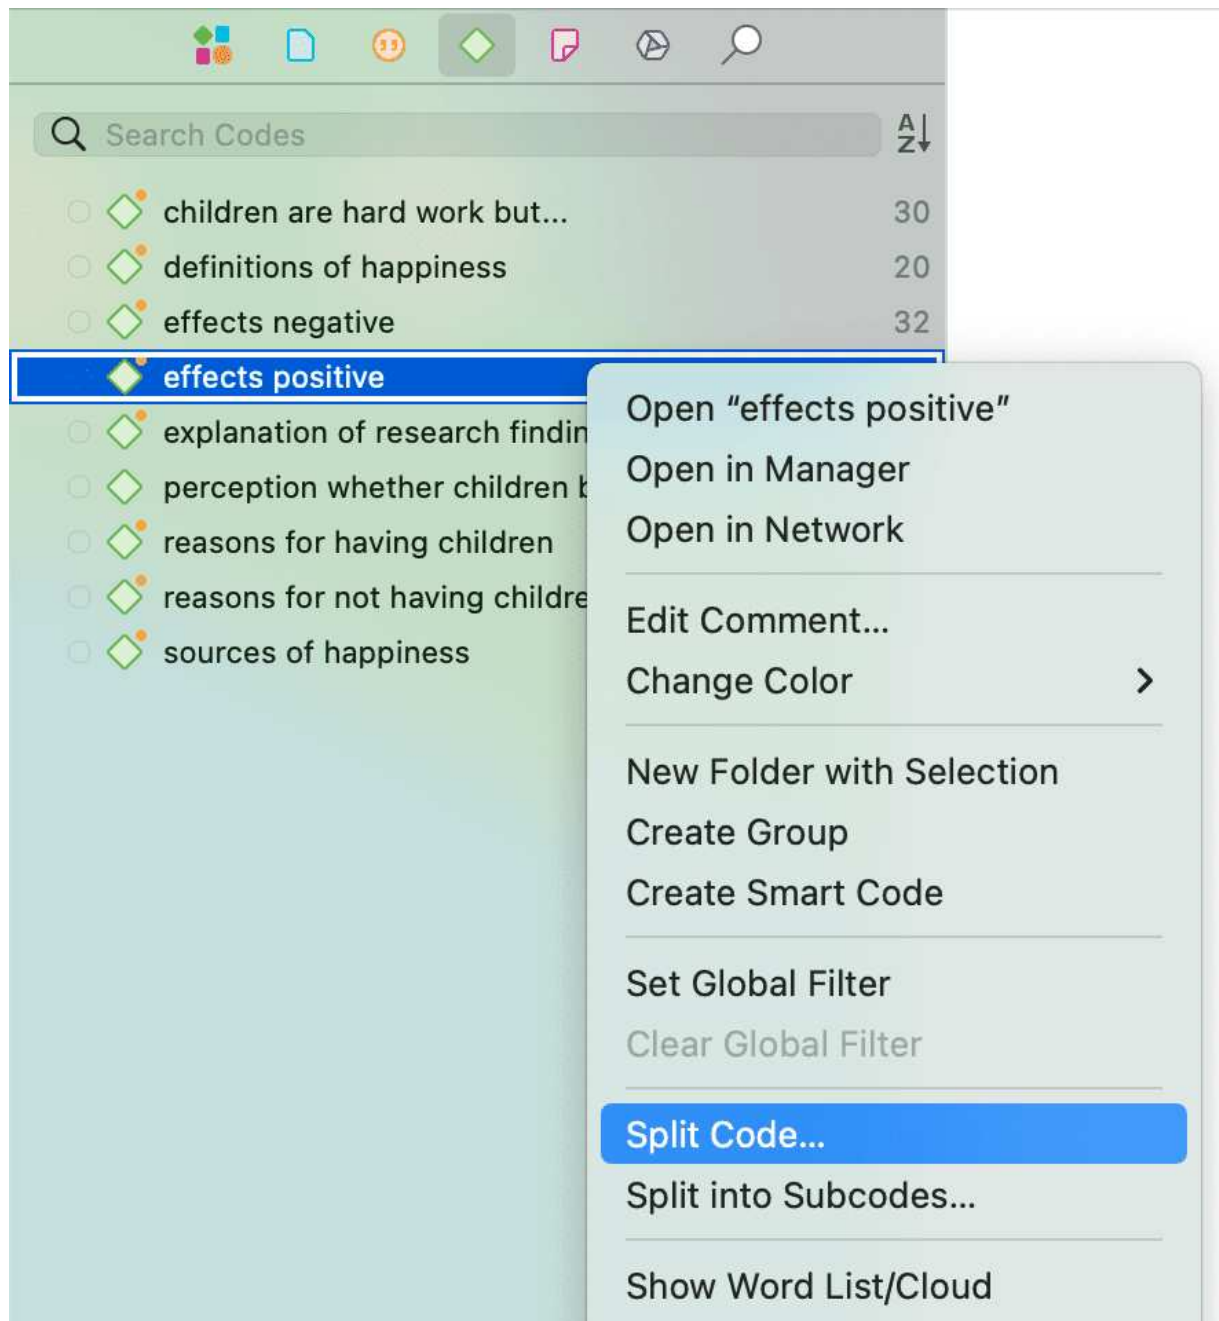 Search Codes
A
Z
children are hard work but...
30
definitions of happiness
20
effects negative
32
effects positive
explanation of research
perception whether children
reasons for having children
reasons for not having
sources of happiness
Open “effects positive”
Open in Manager
Open in Network
Edit Comment...
Change Color
New Folder with Selection
Create Group
Create Smart Code
Set Global Filter
Clear Global Filter
Split Code...
Split into Subcodes...
Show Word List/Cloud